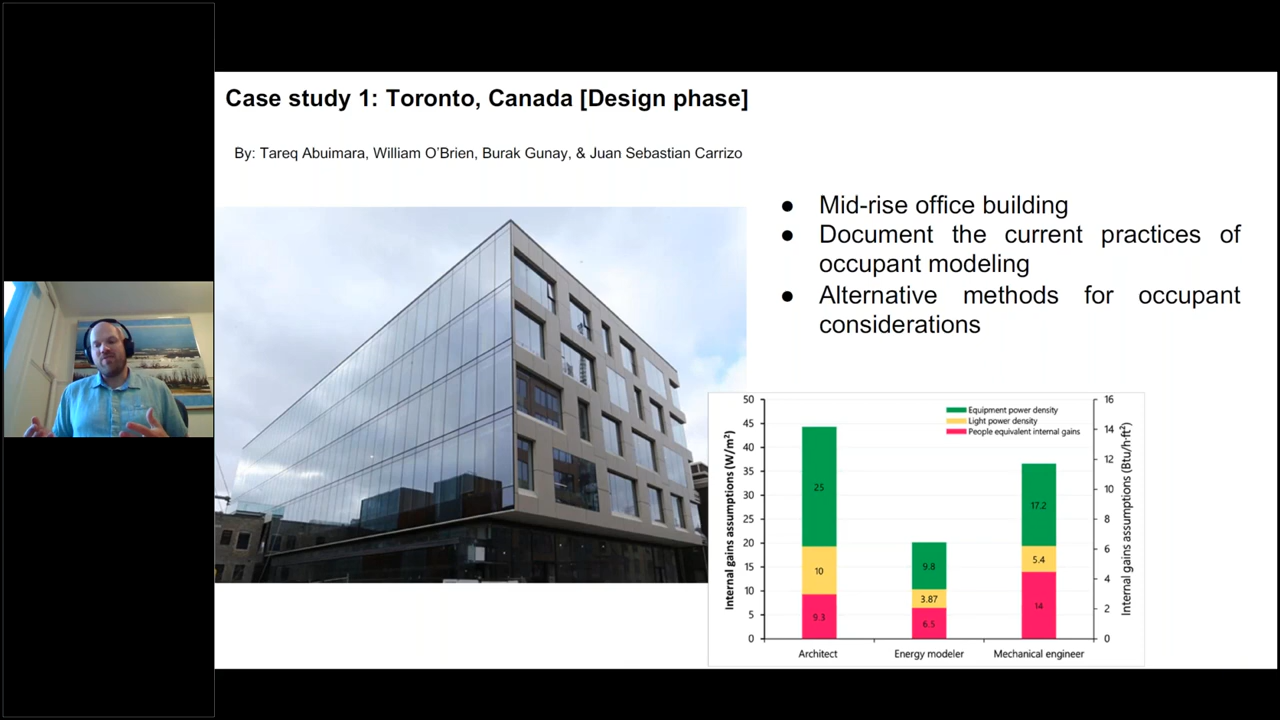 Case study 1: Toronto, Canada [Design phase]
By: Tareq Abuimara, William O'Brien, Burak Gunay, & Juan Sebastian Carrizo
● Mid-rise office building
● Document the current practices of
occupant modeling
● Alternative methods for occupant
considerations
Internal gains assumptions (W/m²)
50
45
40
35
30
25
20
15
10
5
0
Equipment power density
Light power density
People equivalent internal gains
25
10
9.3
9.8
3.87
6.5
17.2
5.4
14
Architect
Energy modeler
Mechanical engineer
16
14
12
10
8
6
4
2
0
Internal gains assumptions (Btu/h·ft²)